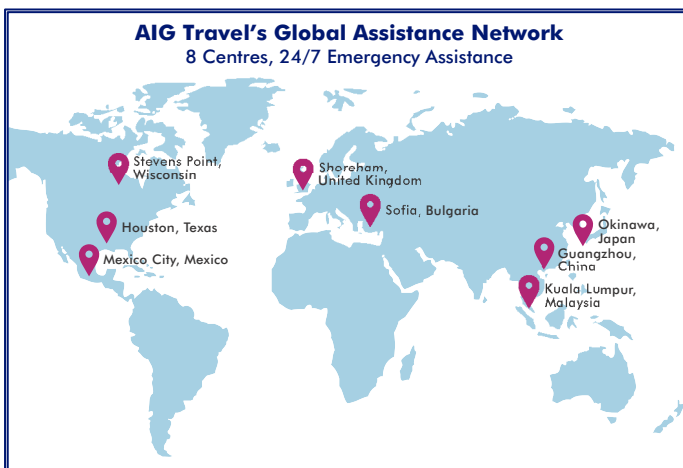 AIG Travel's Global Assistance Network
8 Centres, 24/7 Emergency Assistance
Stevens Point,
Wisconsin
Shoreham,
United Kingdom
Sofia, Bulgaria
Houston, Texas
Okinawa,
Japan
Mexico City, Mexico
Guangzhou,
China
Kuala Lumpur,
Malaysia